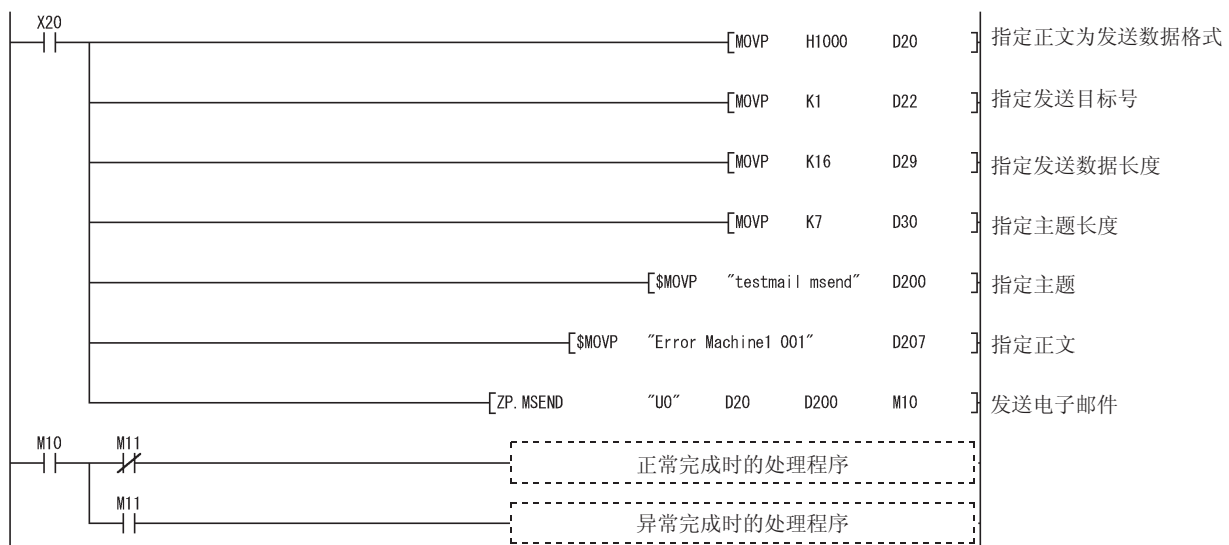 X20
MOVP H1000 D20 指定正文为发送数据格式
MOVP K1 D22 指定发送目标号
MOVP K16 D29 指定发送数据长度
MOVP K7 D30 指定主题长度
$MOVP "testmail msend" D200 指定主题
$MOVP "Error Machine1 001" D207 指定正文
ZP.MSEND "U0" D20 D200 M10 发送电子邮件
M10 M11
正常完成时的处理程序
M11
异常完成时的处理程序